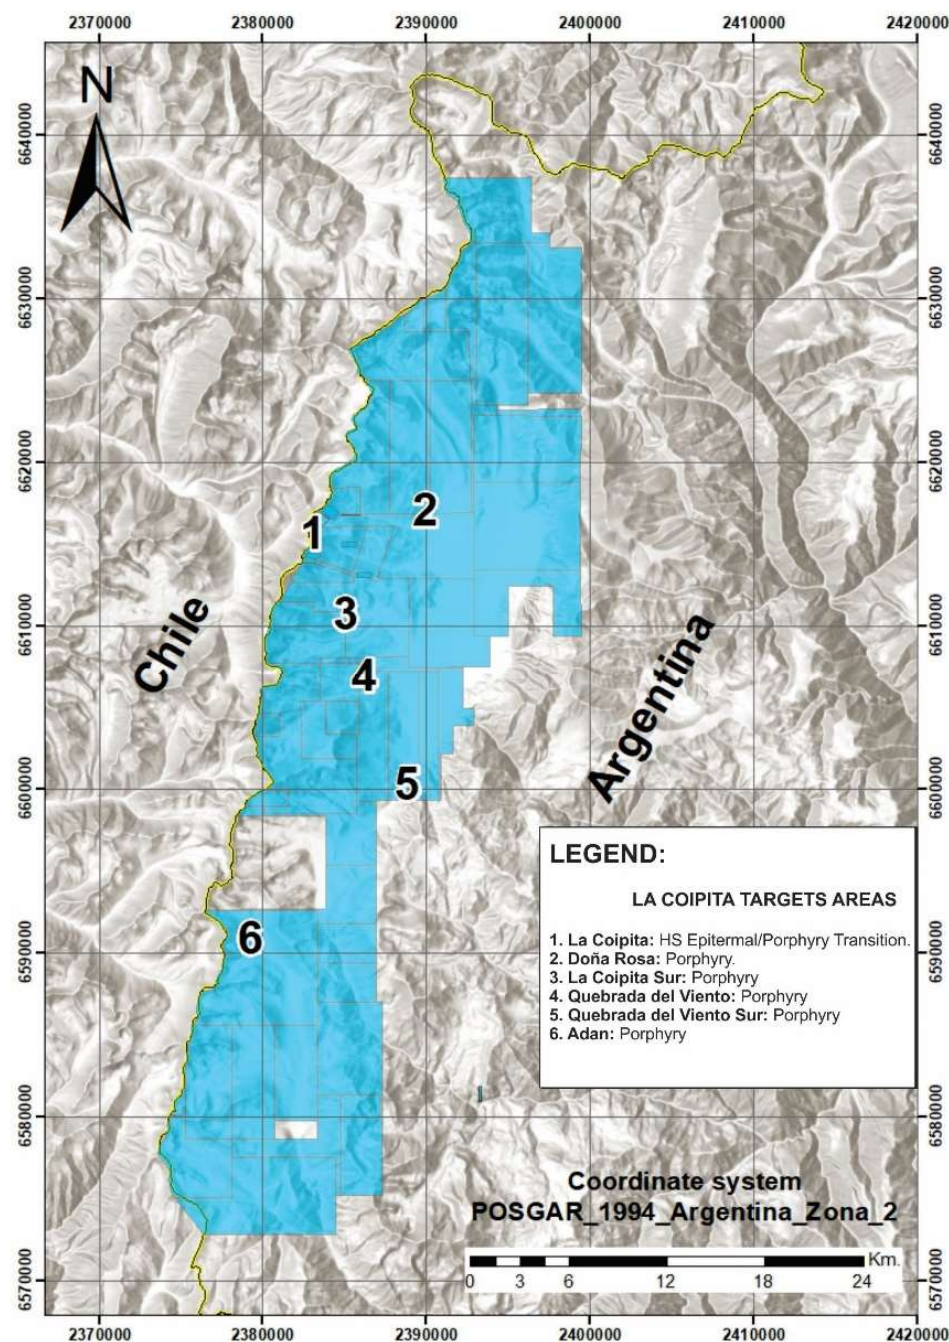 2370000 2380000 2390000 2400000 2410000 2420000
N
6640000 6640000
6630000 6630000
6620000 6620000
2
1
6610000 6610000
3
Chile
4
Argentina
5
6600000 6600000
LEGEND:
LA COIPITA TARGETS AREAS
1. La Coipita: HS Epitermal/Porphyry Transition.
2. Doña Rosa: Porphyry.
3. La Coipita Sur: Porphyry
4. Quebrada del Viento: Porphyry
5. Quebrada del Viento Sur: Porphyry
6. Adan: Porphyry
6
6590000 6590000
6580000 6580000
Coordinate system
POSGAR_1994_Argentina_Zona_2
Km.
0 3 6 12 18 24
6570000 6570000
2370000 2380000 2390000 2400000 2410000 2420000